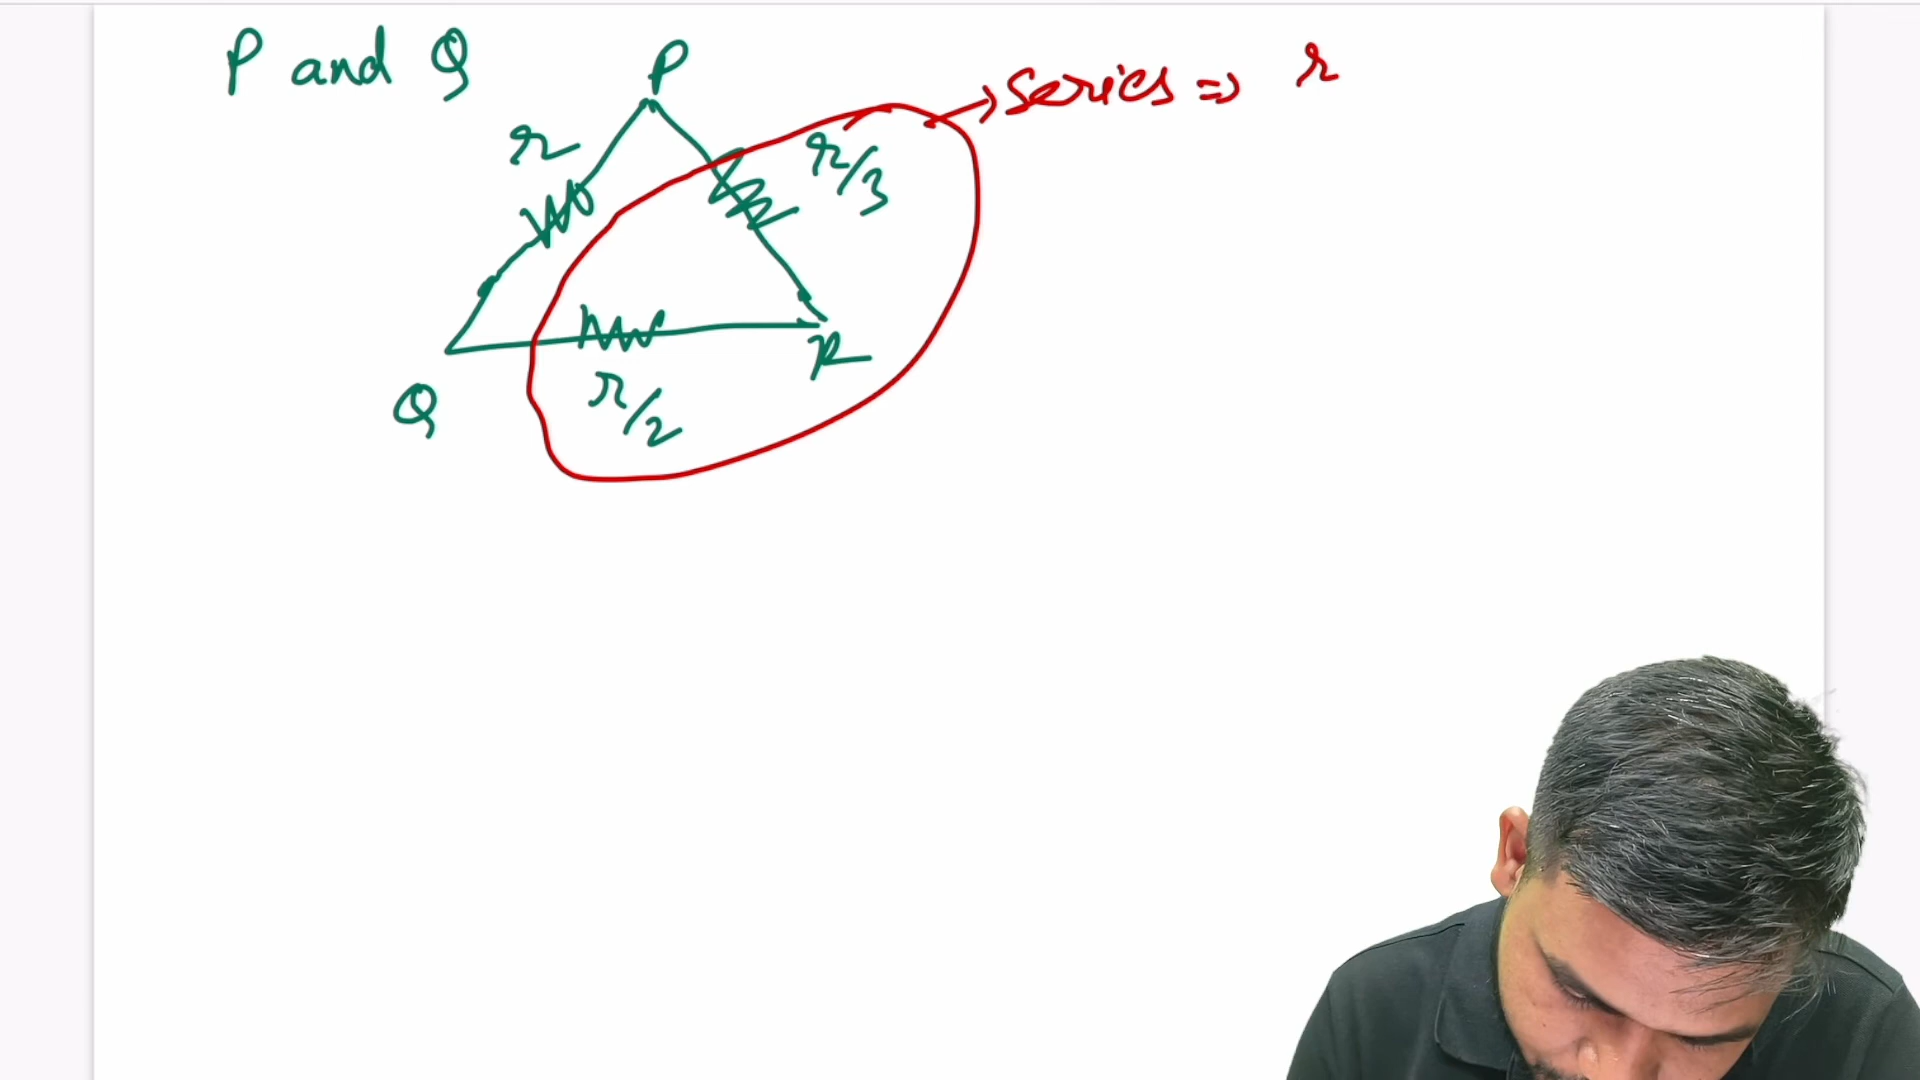 P and Q
P
series => r
r
r/3
R
r/2
Q